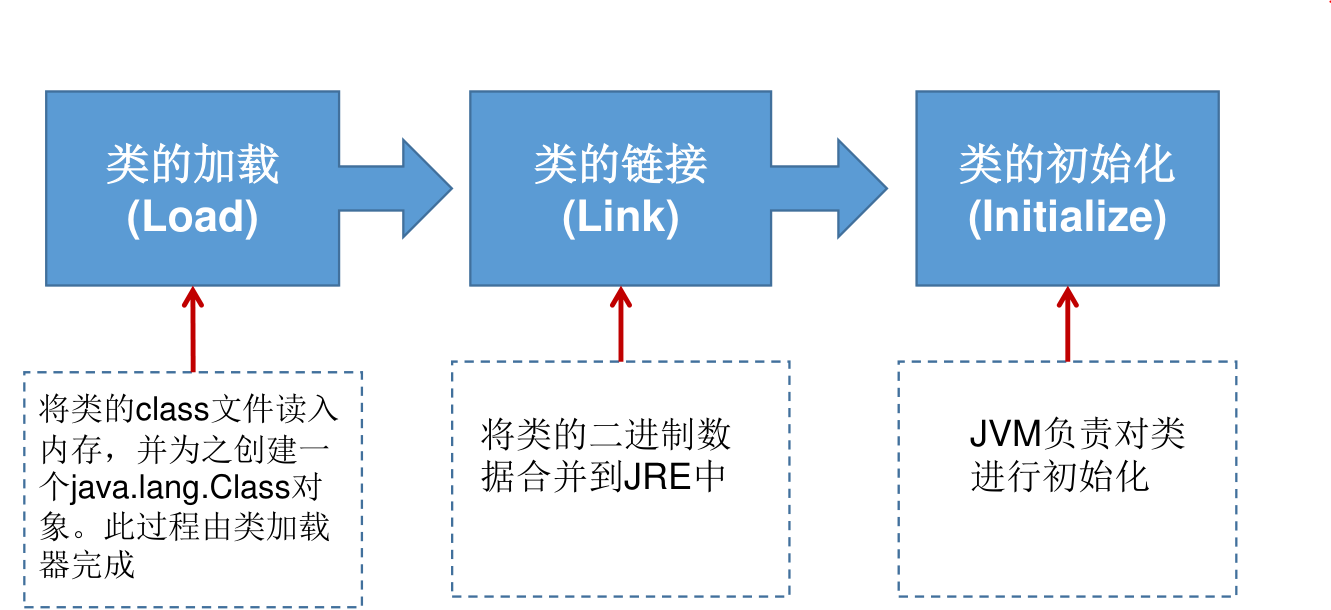 类的加载
(Load)
类的链接
(Link)
类的初始化
(Initialize)
将类的class文件读入
内存，并为之创建一
个java.lang.Class对
象。此过程由类加载
器完成
将类的二进制数
据合并到JRE中
JVM负责对类
进行初始化